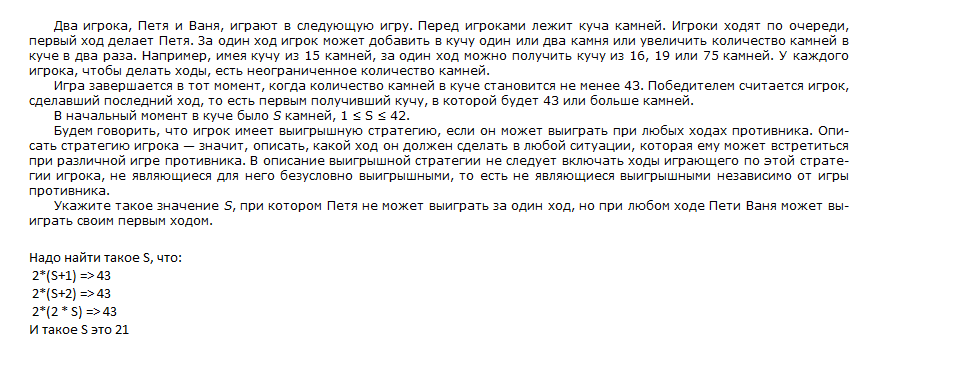 Два игрока, Петя и Ваня, играют в следующую игру. Перед игроками лежит куча камней. Игроки ходят по очереди,
первый ход делает Петя. За один ход игрок может добавить в кучу один или два камня или увеличить количество камней в
куче в два раза. Например, имея кучу из 15 камней, за один ход можно получить кучу из 16, 19 или 75 камней. У каждого
игрока, чтобы делать ходы, есть неограниченное количество камней.
Игра завершается в тот момент, когда количество камней в куче становится не менее 43. Победителем считается игрок,
сделавший последний ход, то есть первым получивший кучу, в которой будет 43 или больше камней.
В начальный момент в куче было S камней, 1 ≤ S ≤ 42.
Будем говорить, что игрок имеет выигрышную стратегию, если он может выиграть при любых ходах противника. Опи-
сать стратегию игрока — значит, описать, какой ход он должен сделать в любой ситуации, которая ему может встретиться
при различной игре противника. В описание выигрышной стратегии не следует включать ходы играющего по этой страте-
гии игрока, не являющиеся для него безусловно выигрышными, то есть не являющиеся выигрышными независимо от игры
противника.
Укажите такое значение S, при котором Петя не может выиграть за один ход, но при любом ходе Пети Ваня может вы-
играть своим первым ходом.
Надо найти такое S, что:
2*(S+1) => 43
2*(S+2) => 43
2*(2 * S) => 43
И такое S это 21